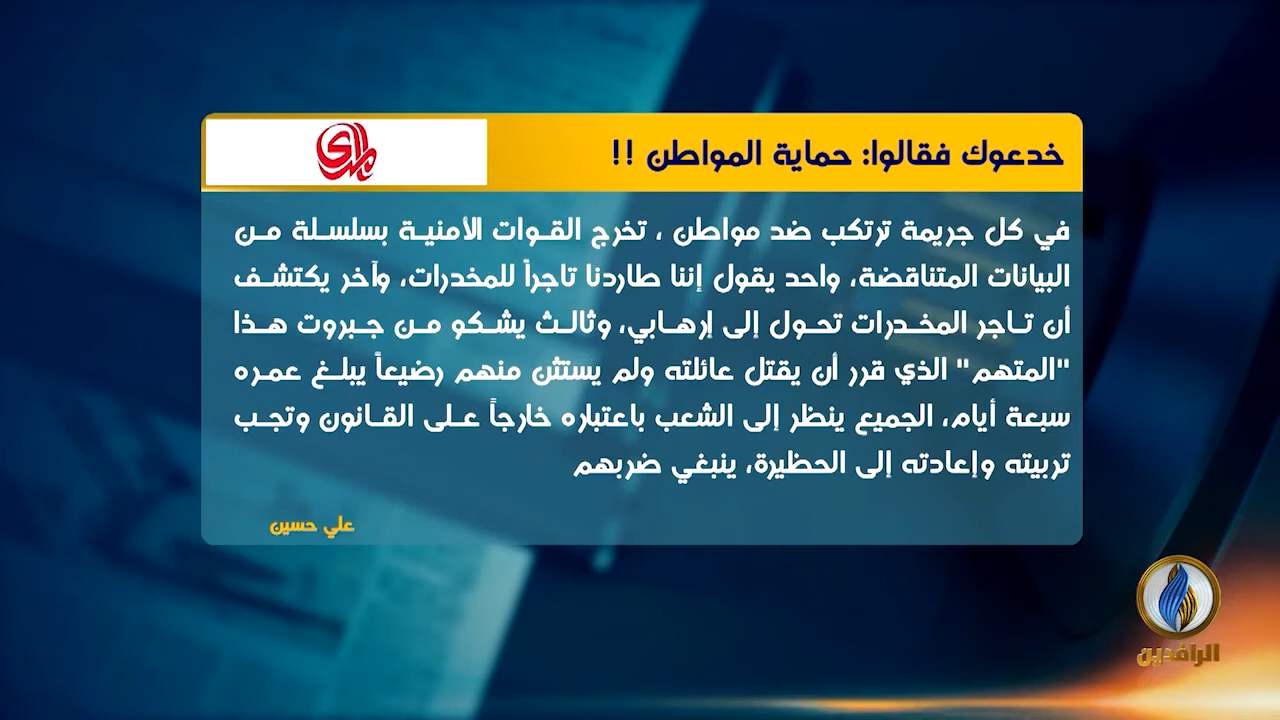 خدعوك فقالوا: حماية المواطن !!
المدى
في كل جريمة ترتكب ضد مواطن ، تخرج القوات الأمنية بسلسلة من
البيانات المتناقضة، واحد يقول إننا طاردنا تاجراً للمخدرات، وآخر يكتشف
أن تاجر المخدرات تحول إلى إرهابي، وثالث يشكو من جبروت هذا
"المتهم" الذي قرر أن يقتل عائلته ولم يستثن منهم رضيعاً يبلغ عمره
سبعة أيام، الجميع ينظر إلى الشعب باعتباره خارجاً على القانون وتجب
تربيته وإعادته إلى الحظيرة، ينبغي ضربهم
علي حسين
الرافدين